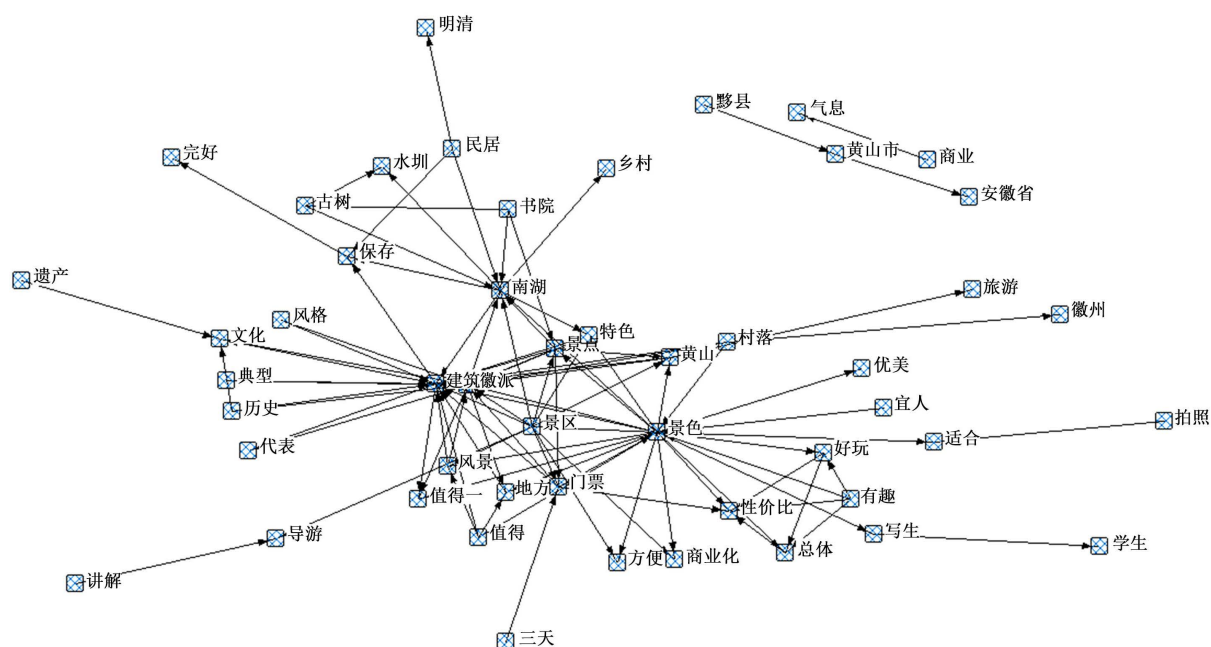 明清
黟县
气息
民居
完好
水圳
乡村
黄山市
商业
安徽省
古树
书院
保存
遗产
南湖
旅游
徽州
风格
文化
特色
村落
景点
黄山
优美
典型
建筑徽派
历史
宜人
代表
景区
景色
适合
拍照
好玩
风景
值得一
地方
门票
性价比
有趣
导游
值得
写生
学生
方便
商业化
总体
讲解
三天